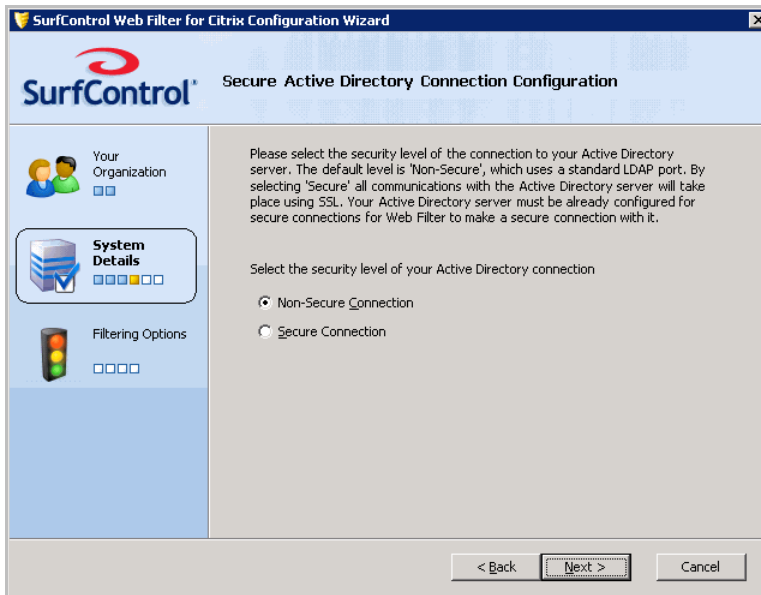 SurfControl Web Filter for Citrix Configuration Wizard
SurfControl
Secure Active Directory Connection Configuration
Your
Organization
System
Details
Filtering Options
Please select the security level of the connection to your Active Directory
server. The default level is 'Non-Secure', which uses a standard LDAP port. By
selecting 'Secure' all communications with the Active Directory server will take
place using SSL. Your Active Directory server must be already configured for
secure connections for Web Filter to make a secure connection with it.
Select the security level of your Active Directory connection
Non-Secure Connection
Secure Connection
< Back
Next >
Cancel